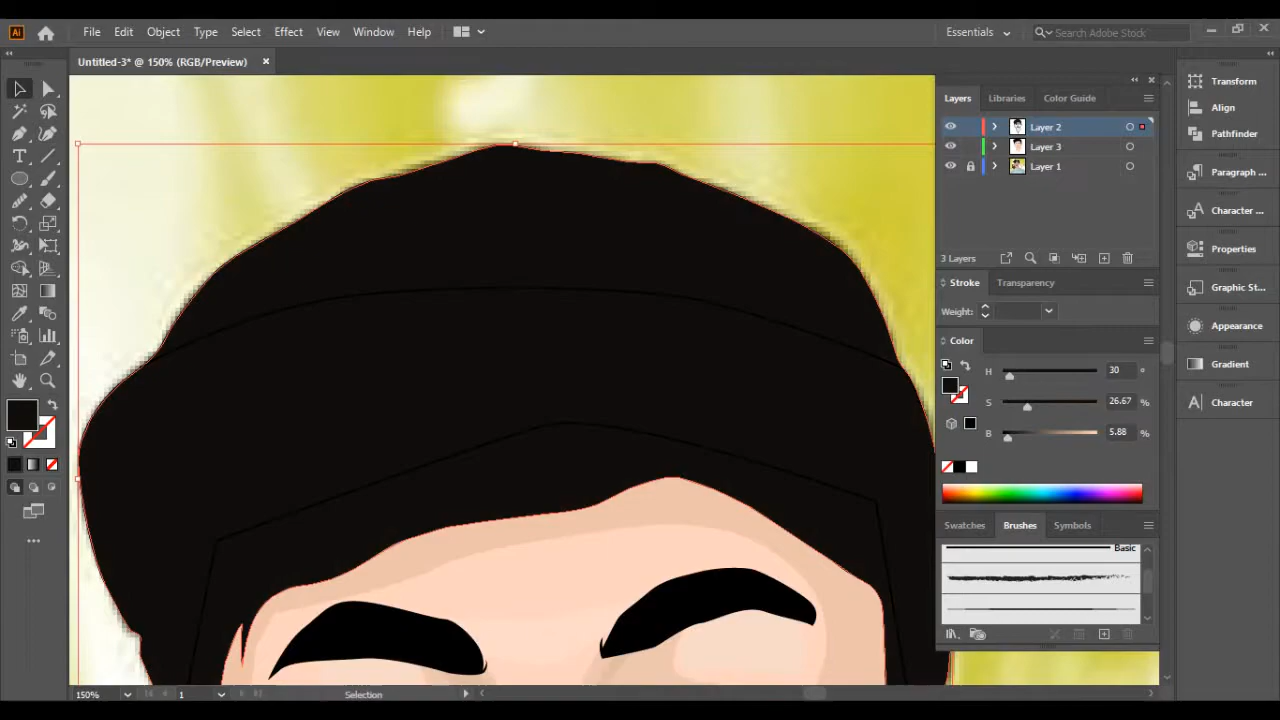 Ai File Edit Object Type Select Effect View Window Help Essentials Search Adobe Stock
Untitled-3* @ 150% (RGB/Preview) ×
Layers Libraries Color Guide
Layer 2
Layer 3
Layer 1
3 Layers
Stroke Transparency
Weight:
Color
H 30 °
S 26.67 %
B 5.88 %
Swatches Brushes Symbols
Basic
Transform
Align
Pathfinder
Paragraph ...
Character ...
Properties
Graphic St...
Appearance
Gradient
Character
150% 1 Selection